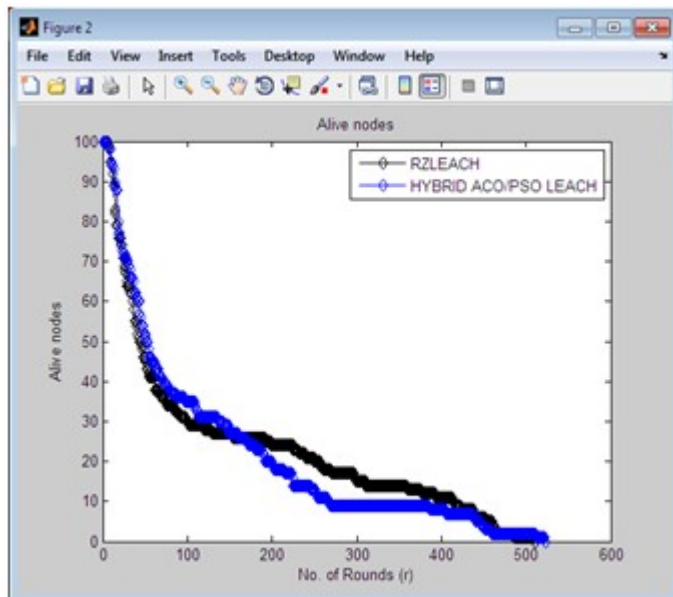 Figure 2
File Edit View Insert Tools Desktop Window Help
Alive nodes
RZLEACH
HYBRID ACO/PSO LEACH
Alive nodes
100
90
80
70
60
50
40
30
20
10
0
0 100 200 300 400 500 600
No. of Rounds (r)